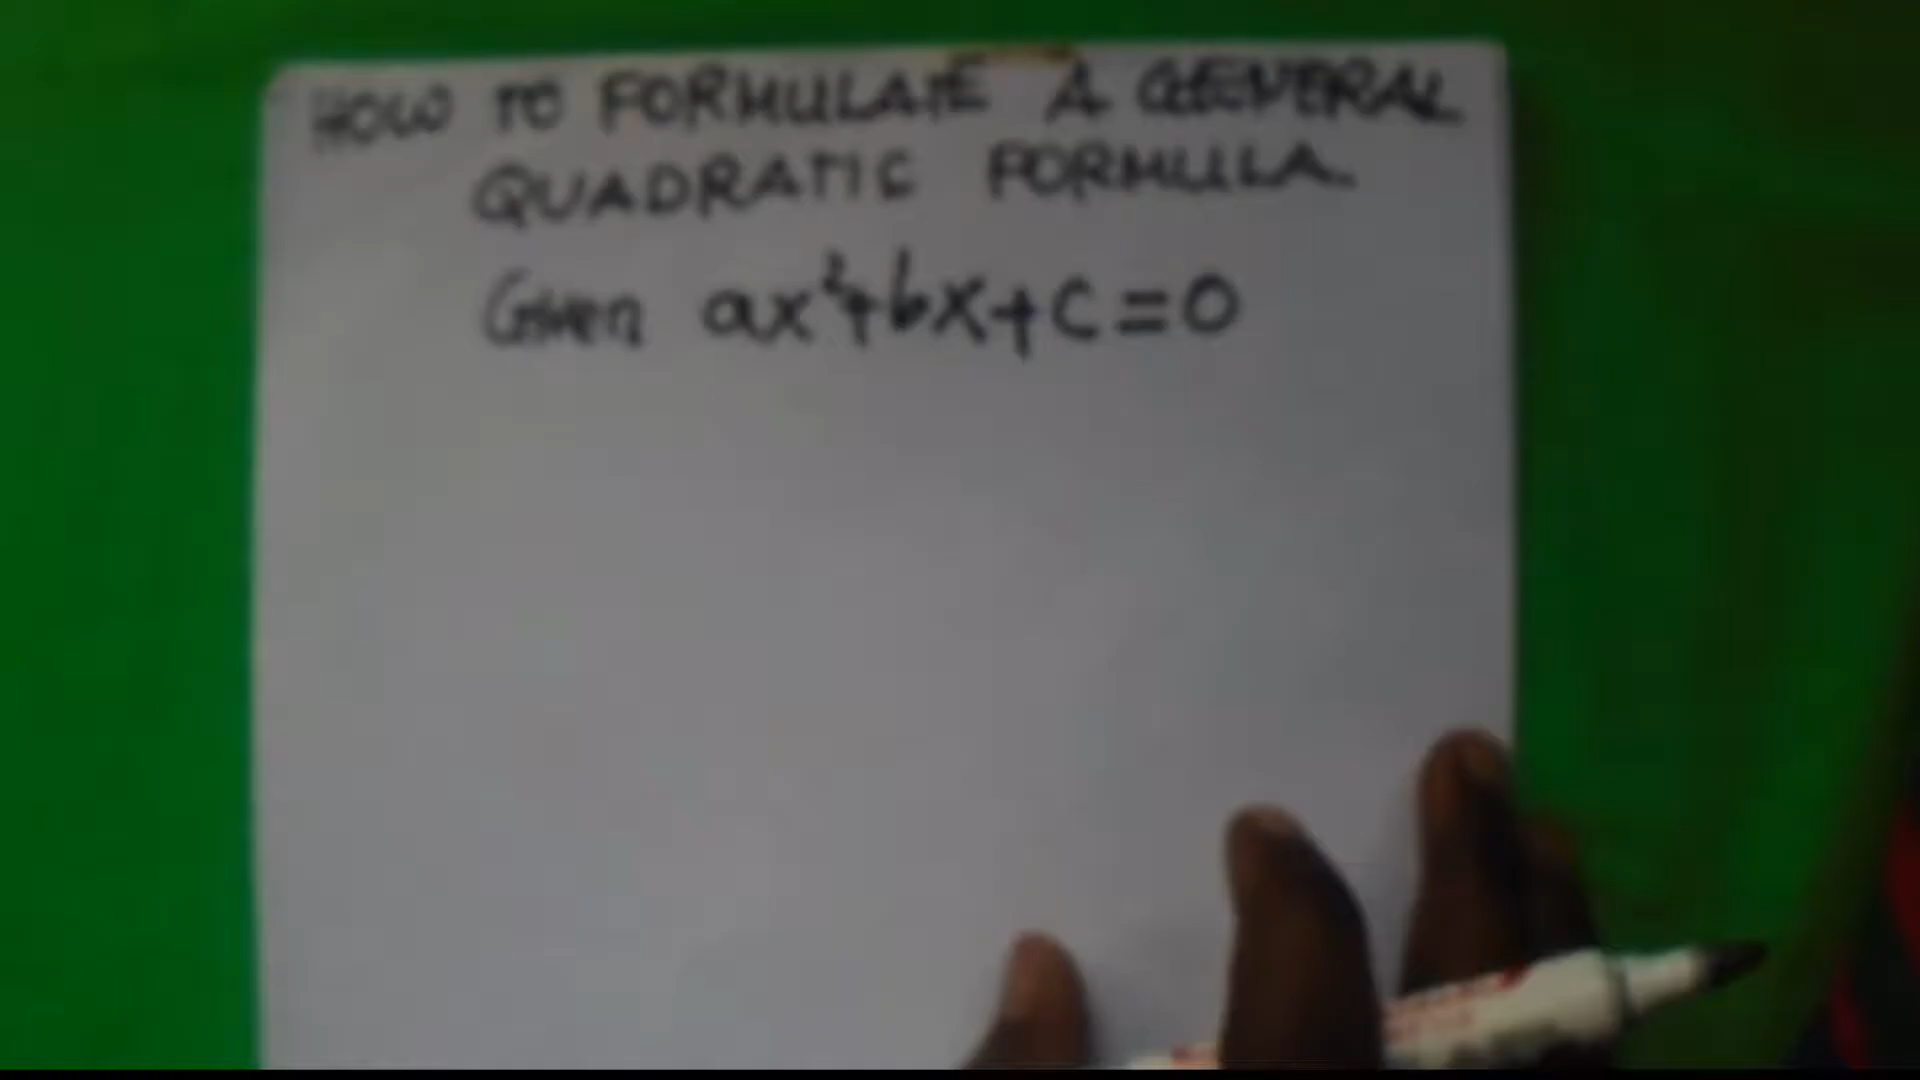 HOW TO FORMULATE A GENERAL
QUADRATIC FORMULA
Given ax²+bx+c=0